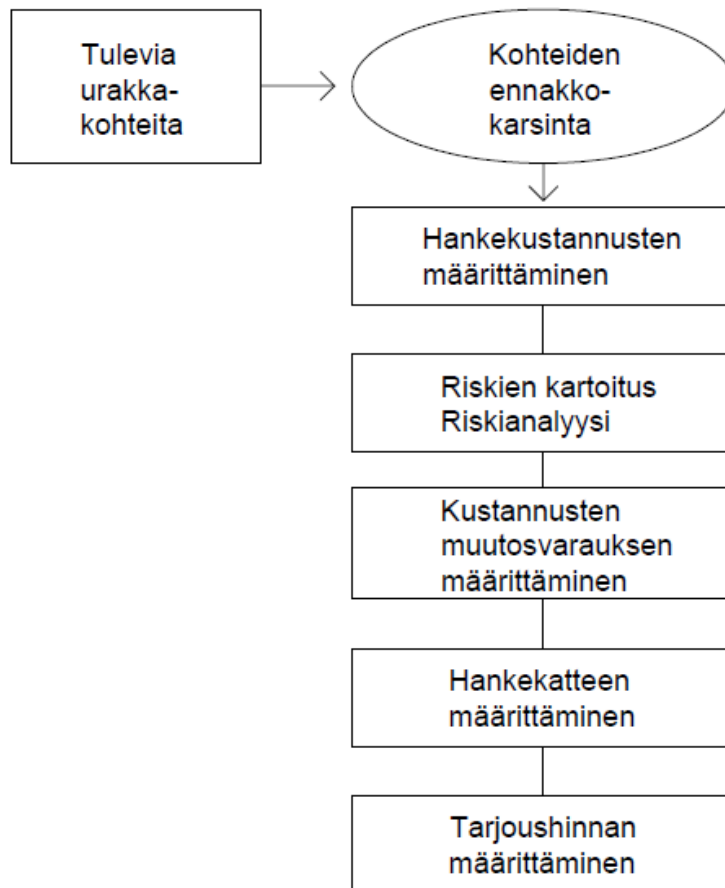 Tulevia
urakka-
kohteita
Kohteiden
ennakko-
karsinta
Hankekustannusten
määrittäminen
Riskien kartoitus
Riskianalyysi
Kustannusten
muutosvarauksen
määrittäminen
Hankekatteen
määrittäminen
Tarjoushinnan
määrittäminen